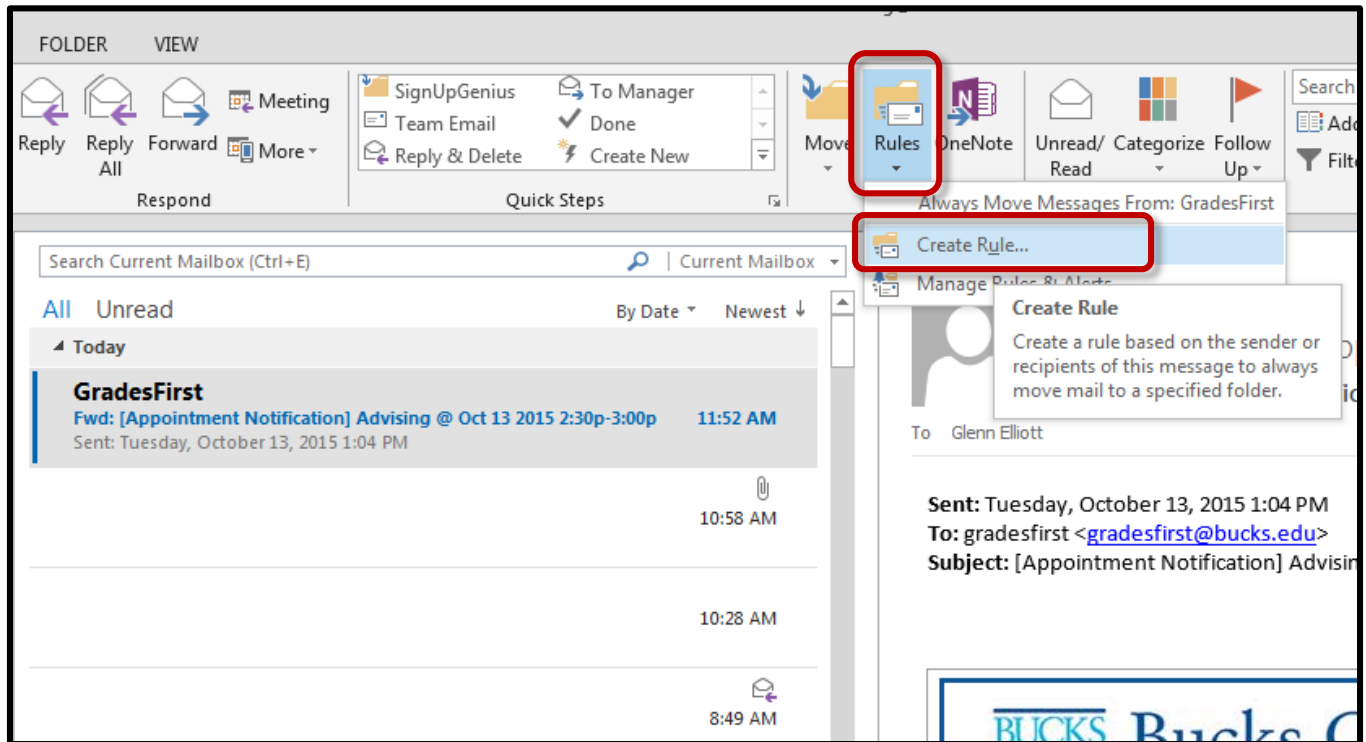 FOLDER VIEW
Reply
Reply All
Forward
Meeting
More
Respond
SignUpGenius
To Manager
Team Email
Done
Reply & Delete
Create New
Quick Steps
Move
Rules
OneNote
Unread/ Read
Categorize
Follow Up
Search
Filt
Always Move Messages From: GradesFirst
Create Rule...
Manage Rules & Alerts
Create Rule
Create a rule based on the sender or
recipients of this message to always
move mail to a specified folder.
Search Current Mailbox (Ctrl+E)
Current Mailbox
All Unread
By Date Newest
Today
GradesFirst
Fwd: [Appointment Notification] Advising @ Oct 13 2015 2:30p-3:00p 11:52 AM
Sent: Tuesday, October 13, 2015 1:04 PM
10:58 AM
10:28 AM
8:49 AM
To Glenn Elliott
Sent: Tuesday, October 13, 2015 1:04 PM
To: gradesfirst <gradesfirst@bucks.edu>
Subject: [Appointment Notification] Advisin
BUCKS Bucks C